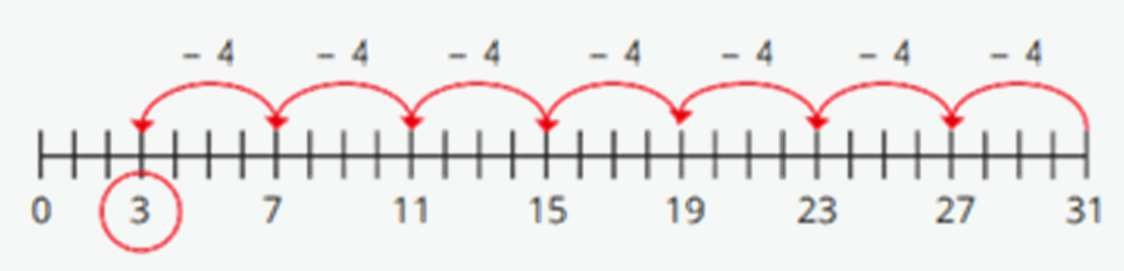 – 4 – 4 – 4 – 4 – 4 – 4 – 4
0 3 7 11 15 19 23 27 31